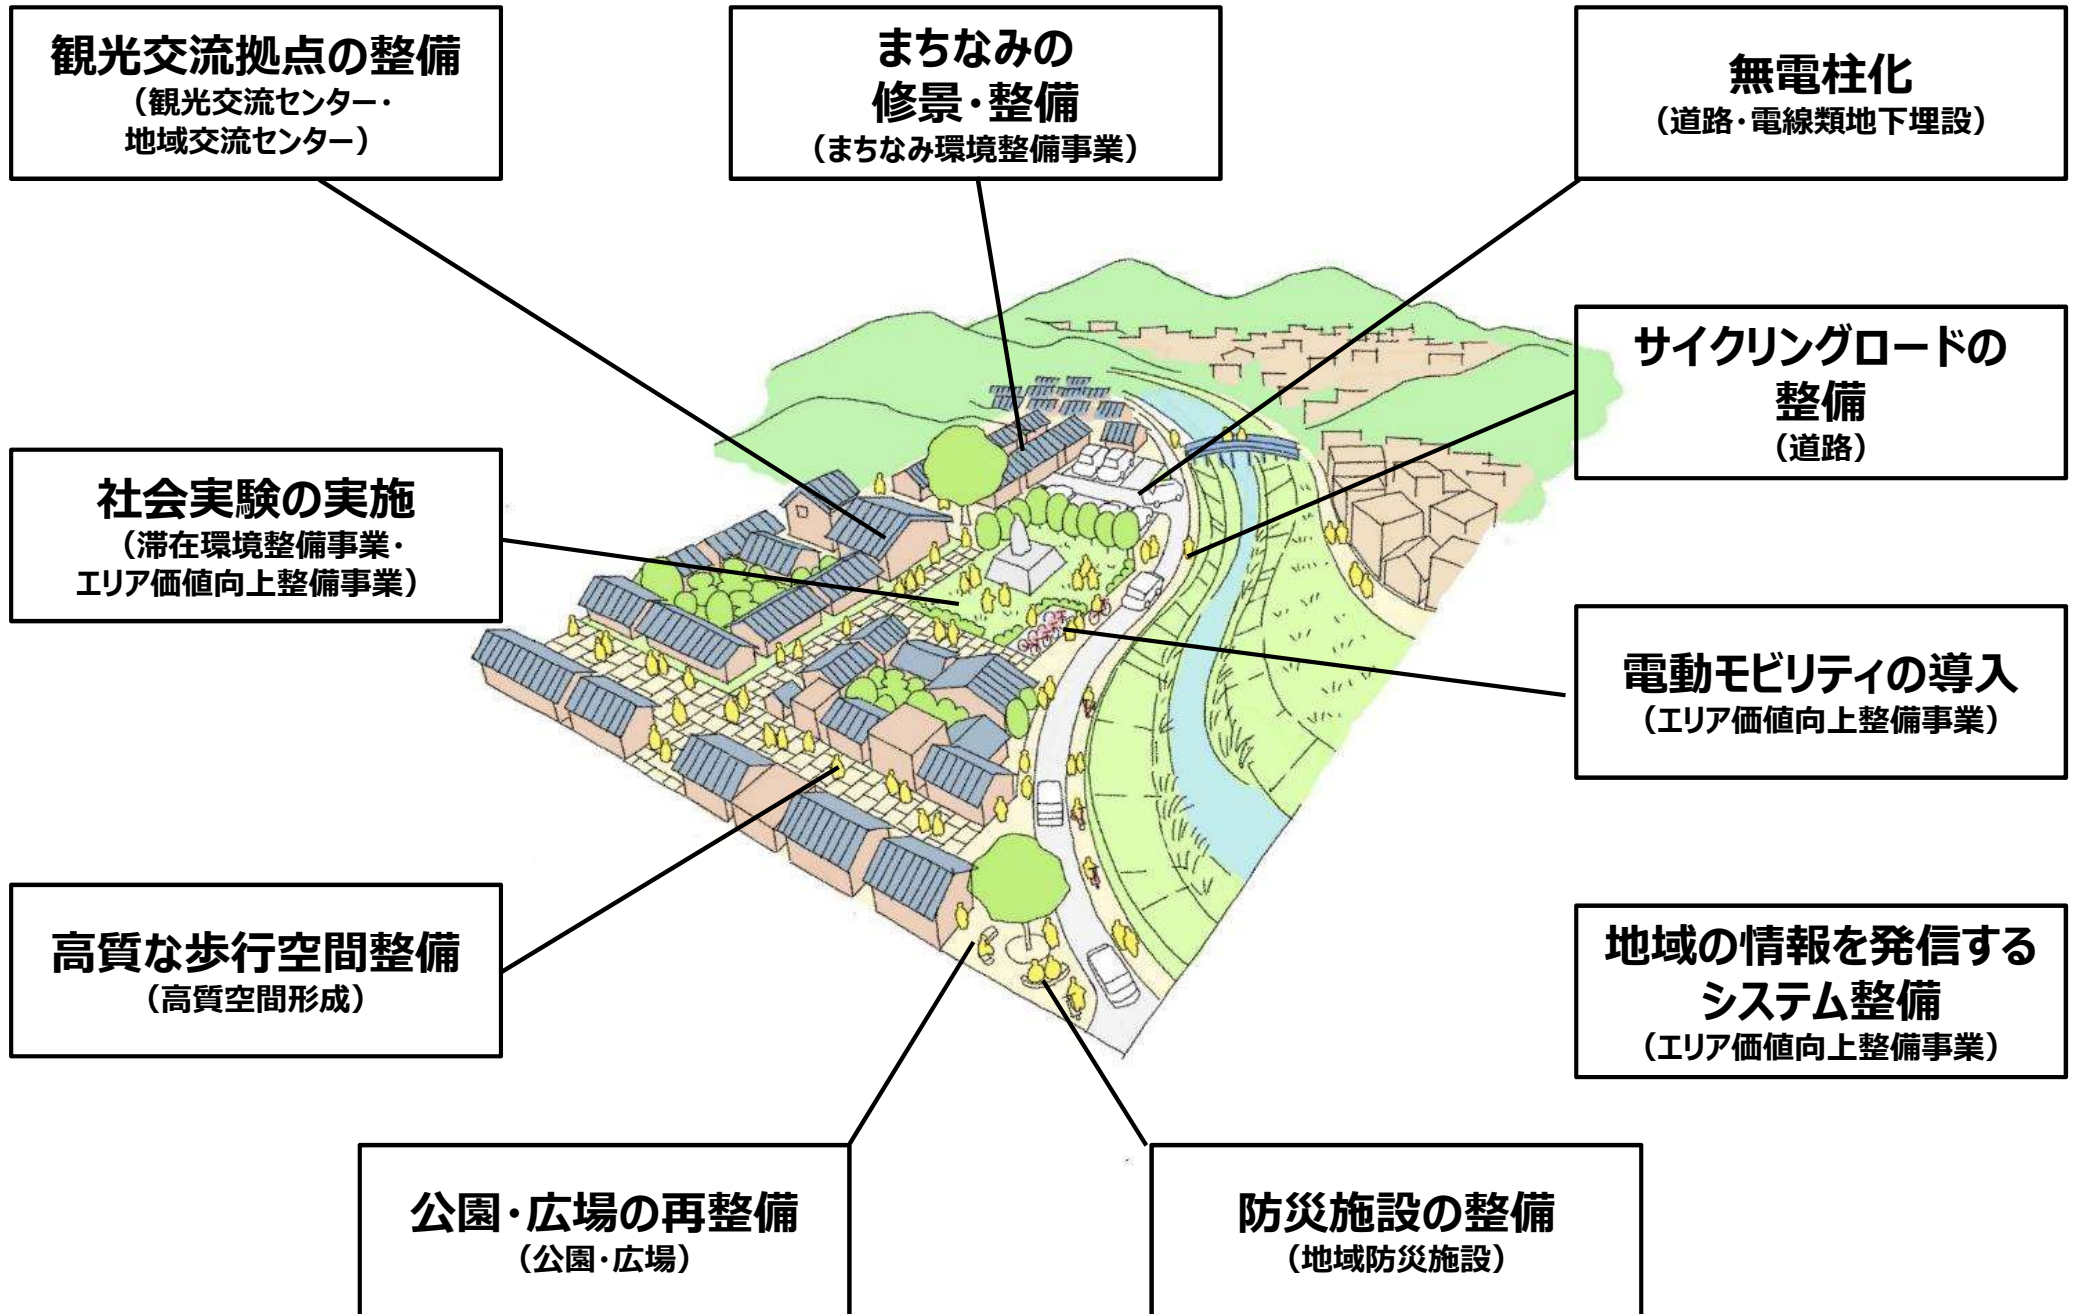 観光交流拠点の整備
（観光交流センター・
地域交流センター）
まちなみの
修景・整備
（まちなみ環境整備事業）
無電柱化
（道路・電線類地下埋設）
サイクリングロードの
整備
（道路）
社会実験の実施
（滞在環境整備事業・
エリア価値向上整備事業）
電動モビリティの導入
（エリア価値向上整備事業）
高質な歩行空間整備
（高質空間形成）
地域の情報を発信する
システム整備
（エリア価値向上整備事業）
公園・広場の再整備
（公園・広場）
防災施設の整備
（地域防災施設）